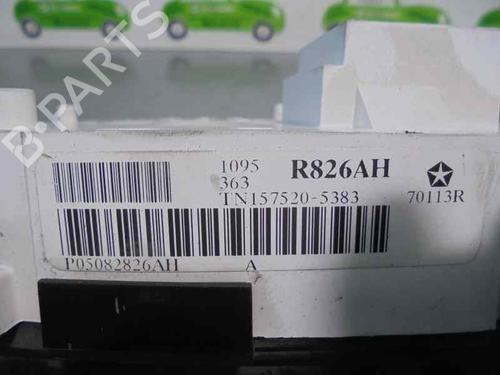 B-PARTS
1095 R826AH
363
TN157520-5383 70113R
P05082826AH A